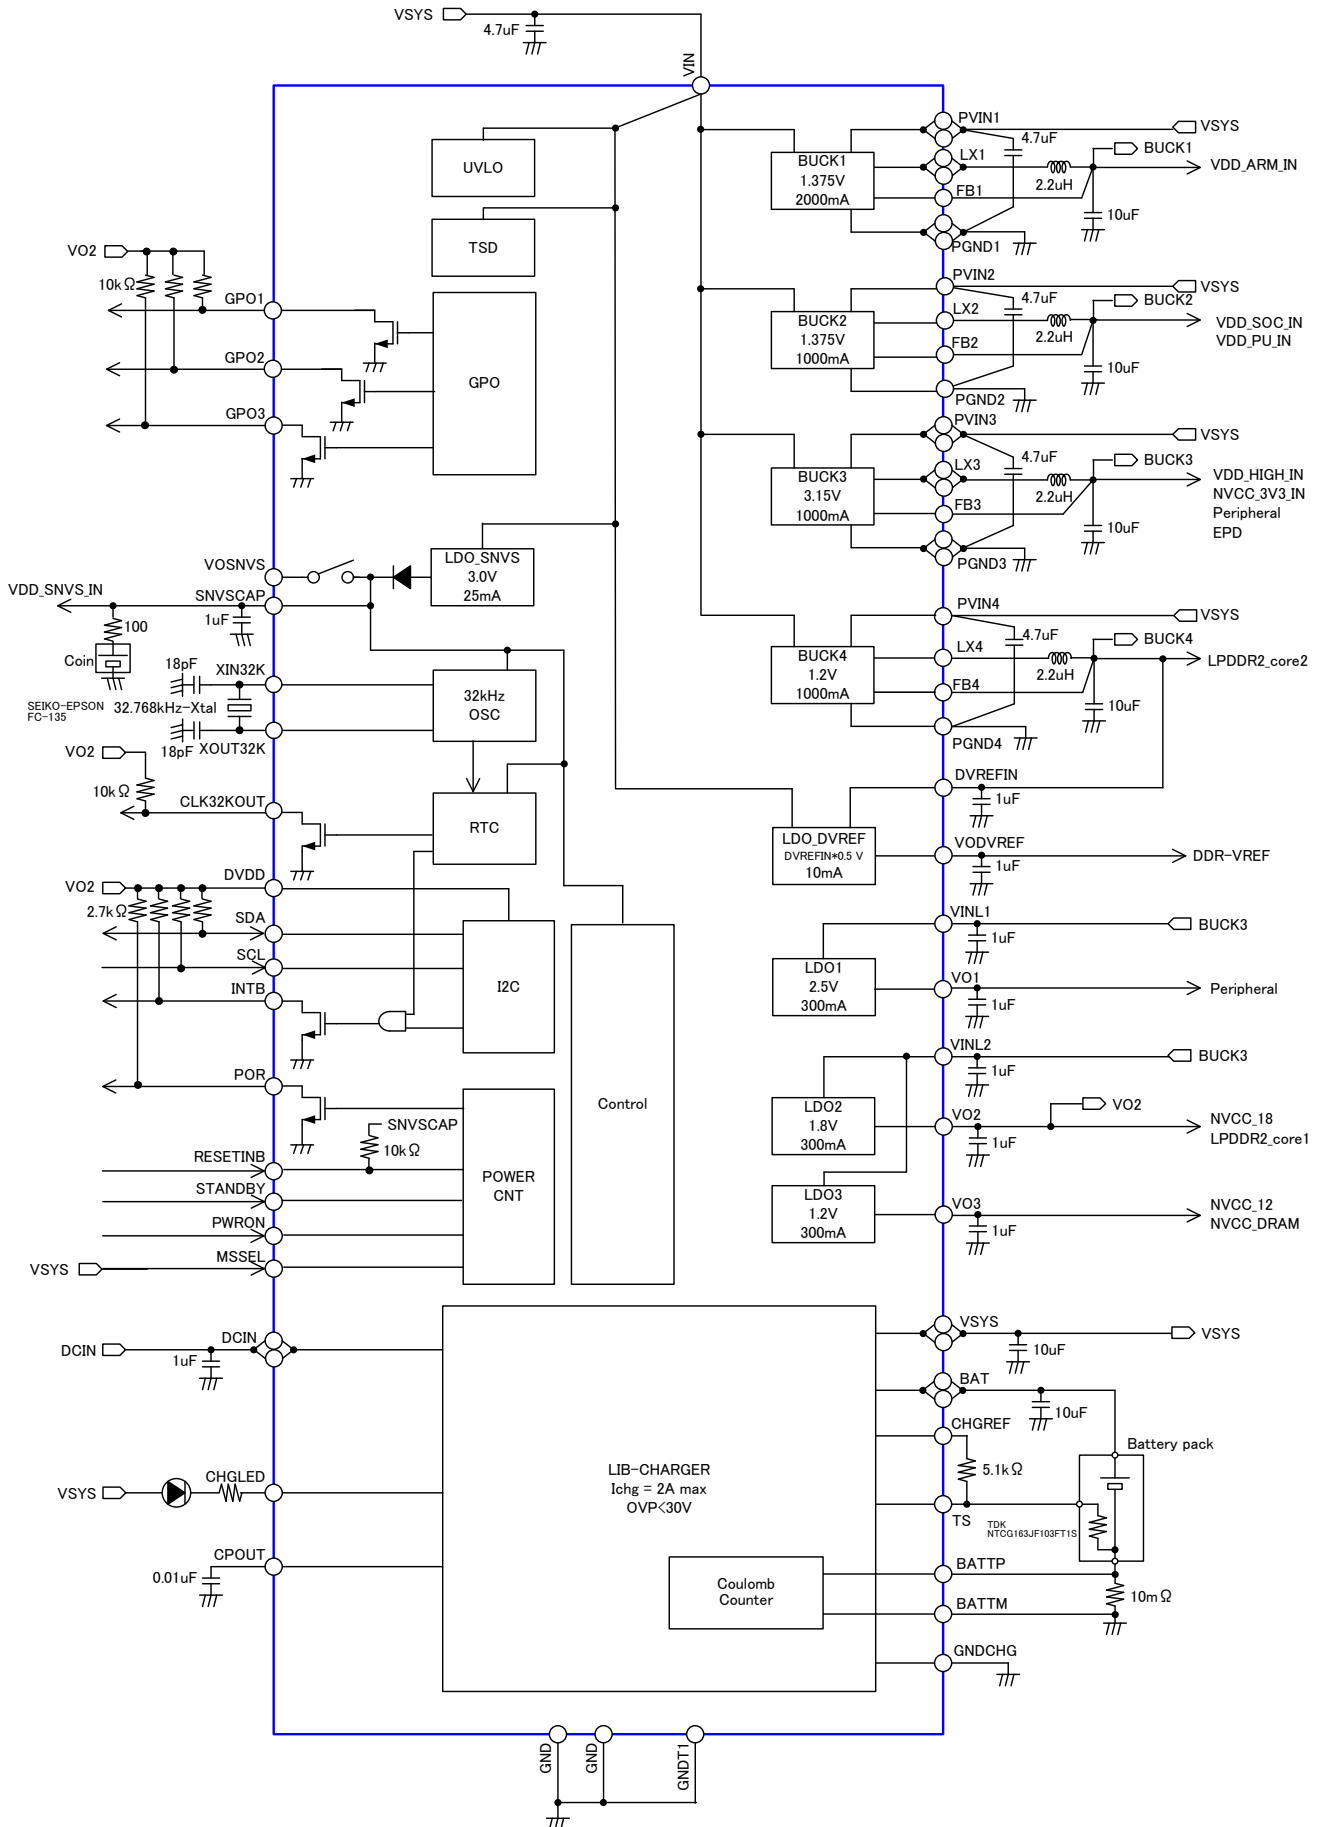 VSYS
4.7uF
VIN
UVLO
TSD
VO2
10kΩ
GPO1
GPO2
GPO3
GPO
BUCK1
1.375V
2000mA
PVIN1
VSYS
4.7uF
LX1
BUCK1
2.2uH
VDD_ARM_IN
FB1
10uF
PGND1
BUCK2
1.375V
1000mA
PVIN2
VSYS
4.7uF
LX2
BUCK2
2.2uH
VDD_SOC_IN
VDD_PU_IN
FB2
10uF
PGND2
BUCK3
3.15V
1000mA
PVIN3
VSYS
4.7uF
LX3
BUCK3
2.2uH
VDD_HIGH_IN
NVCC_3V3_IN
Peripheral
EPD
FB3
10uF
PGND3
LDO_SNVS
3.0V
25mA
VOSNVS
VDD_SNVS_IN
SNVSCAP
1uF
100
Coin
18pF
XIN32K
SEIKO-EPSON
FC-135
32.768kHz-Xtal
18pF
XOUT32K
32kHz
OSC
BUCK4
1.2V
1000mA
PVIN4
VSYS
4.7uF
LX4
BUCK4
2.2uH
LPDDR2_core2
FB4
10uF
PGND4
VO2
10kΩ
CLK32KOUT
RTC
DVREFIN
1uF
LDO_DVREF
DVREFIN*0.5 V
10mA
VODVREF
1uF
DDR-VREF
VO2
DVDD
2.7kΩ
SDA
SCL
INTB
I2C
VINL1
1uF
BUCK3
LDO1
2.5V
300mA
VO1
1uF
Peripheral
POR
Control
VINL2
1uF
BUCK3
LDO2
1.8V
300mA
VO2
1uF
VO2
NVCC_18
LPDDR2_core1
SNVSCAP
10kΩ
RESETINB
STANDBY
PWRON
VSYS
MSSEL
POWER
CNT
LDO3
1.2V
300mA
VO3
1uF
NVCC_12
NVCC_DRAM
DCIN
1uF
DCIN
VSYS
10uF
VSYS
BAT
10uF
CHGREF
5.1kΩ
Battery pack
TS
TDK
NTCG163JF103FT1S
VSYS
CHGLED
LIB-CHARGER
Ichg = 2A max
OVP<30V
CPOUT
0.01uF
Coulomb
Counter
BATTP
10mΩ
BATTM
GNDCHG
GND
GND
GNDT1